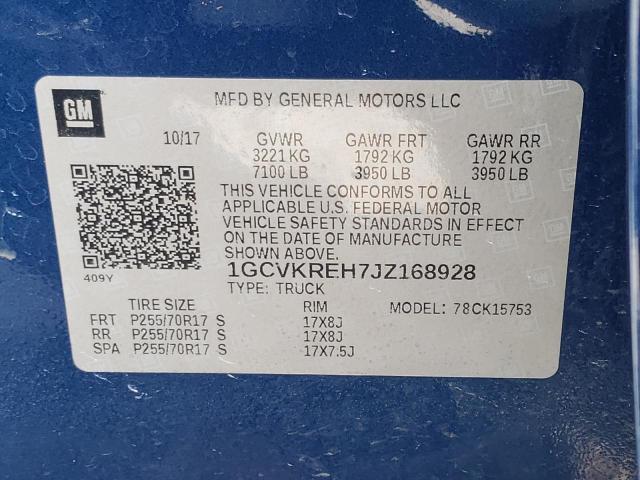 GM
MFD BY GENERAL MOTORS LLC
10/17 GVWR GAWR FRT GAWR RR
3221 KG 1792 KG 1792 KG
7100 LB 3950 LB 3950 LB
THIS VEHICLE CONFORMS TO ALL
APPLICABLE U.S. FEDERAL MOTOR
VEHICLE SAFETY STANDARDS IN EFFECT
ON THE DATE OF MANUFACTURE
SHOWN ABOVE.
409Y 1GCVKREH7JZ168928
TYPE: TRUCK
TIRE SIZE RIM MODEL: 78CK15753
FRT P255/70R17 S 17X8J
RR P255/70R17 S 17X8J
SPA P255/70R17 S 17X7.5J